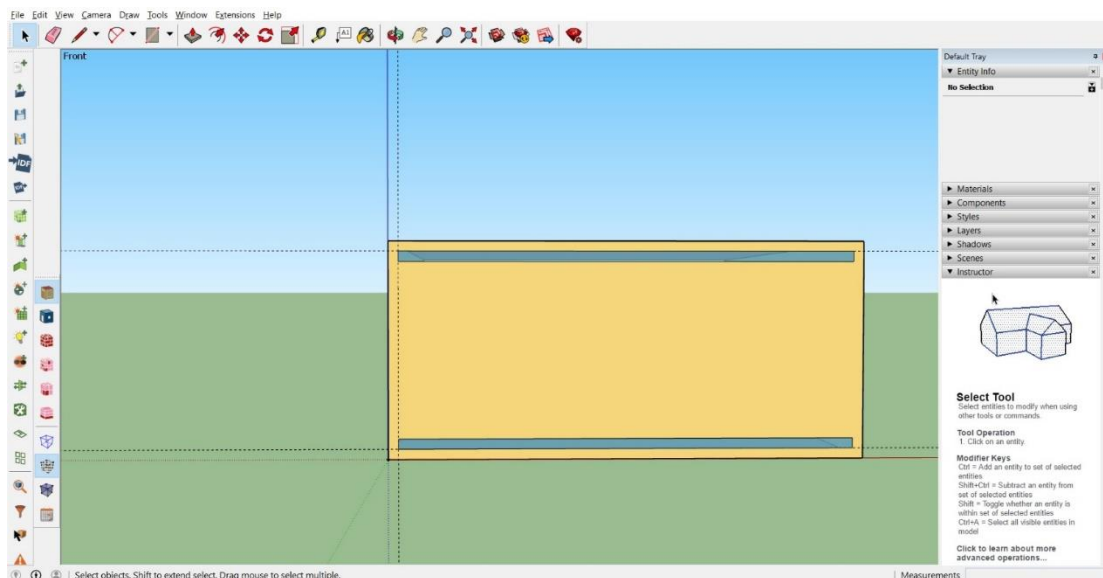 File Edit View Camera Draw Tools Window Extensions Help
Front
Default Tray
Entity Info
No Selection
Materials
Components
Styles
Layers
Shadows
Scenes
Instructor
Select Tool
Select entities to modify when using
other tools or commands.
Tool Operation
1. Click on an entity.
Modifier Keys
Ctrl = Add an entity to set of selected
entities
Shift+Ctrl = Subtract an entity from
set of selected entities
Shift = Toggle whether an entity is
within set of selected entities
Ctrl+A = Select all visible entities in
model
Click to learn about more
advanced operations...
Select objects. Shift to extend select. Drag mouse to select multiple.
Measurements